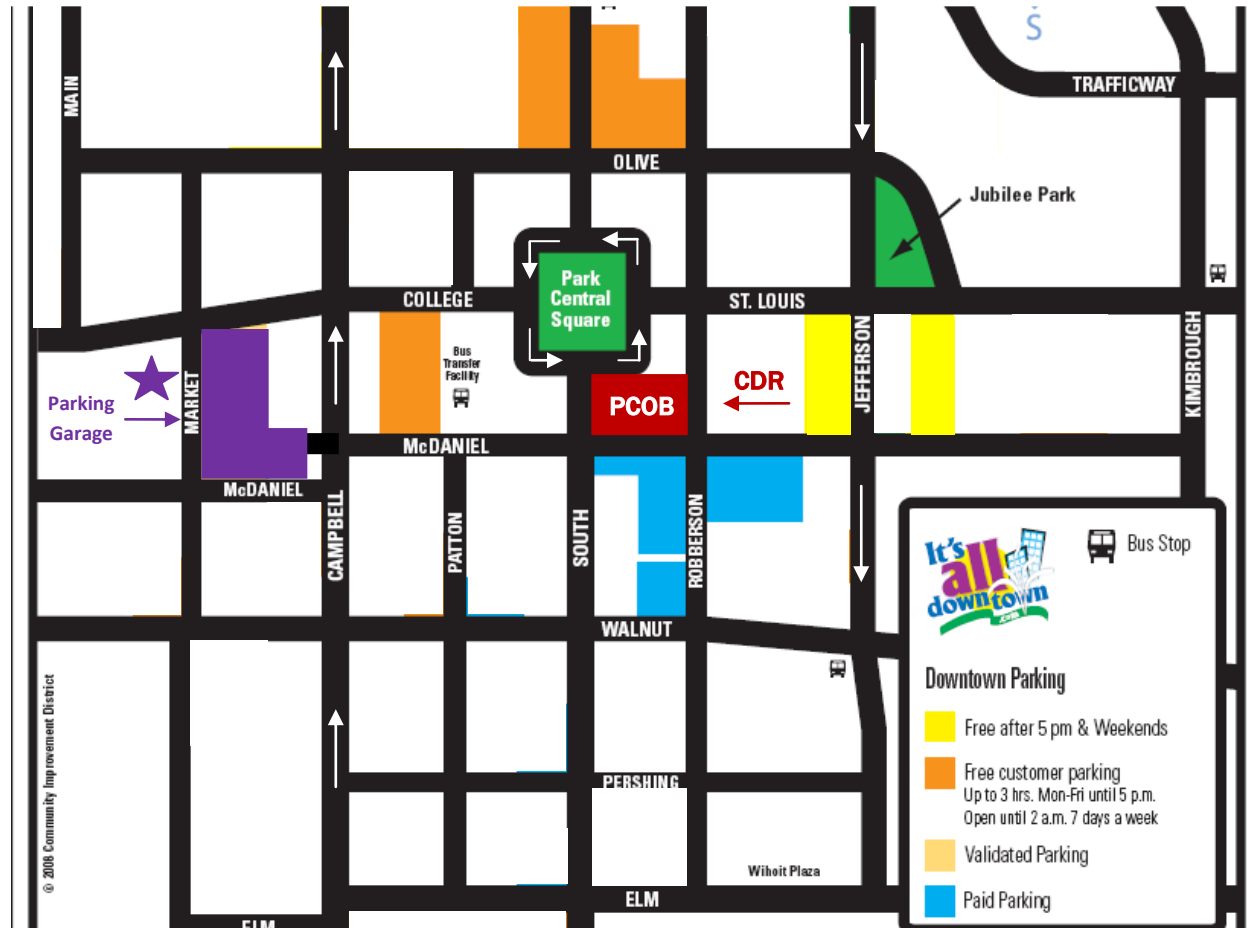 S
TRAFFICWAY
MAIN
OLIVE
Jubilee Park
Park
Central
Square
COLLEGE
ST. LOUIS
Bus
Transfer
Facility
Parking
Garage
MARKET
PCOB
CDR
JEFFERSON
KIMBROUGH
McDANIEL
McDANIEL
CAMPBELL
PATTON
SOUTH
ROBBERSON
WALNUT
PERSHING
Wihoit Plaza
ELM
ELM
© 2008 Community Improvement District
It's
all
downtown
.com
Bus Stop
Downtown Parking
Free after 5 pm & Weekends
Free customer parking
Up to 3 hrs. Mon-Fri until 5 p.m.
Open until 2 a.m. 7 days a week
Validated Parking
Paid Parking